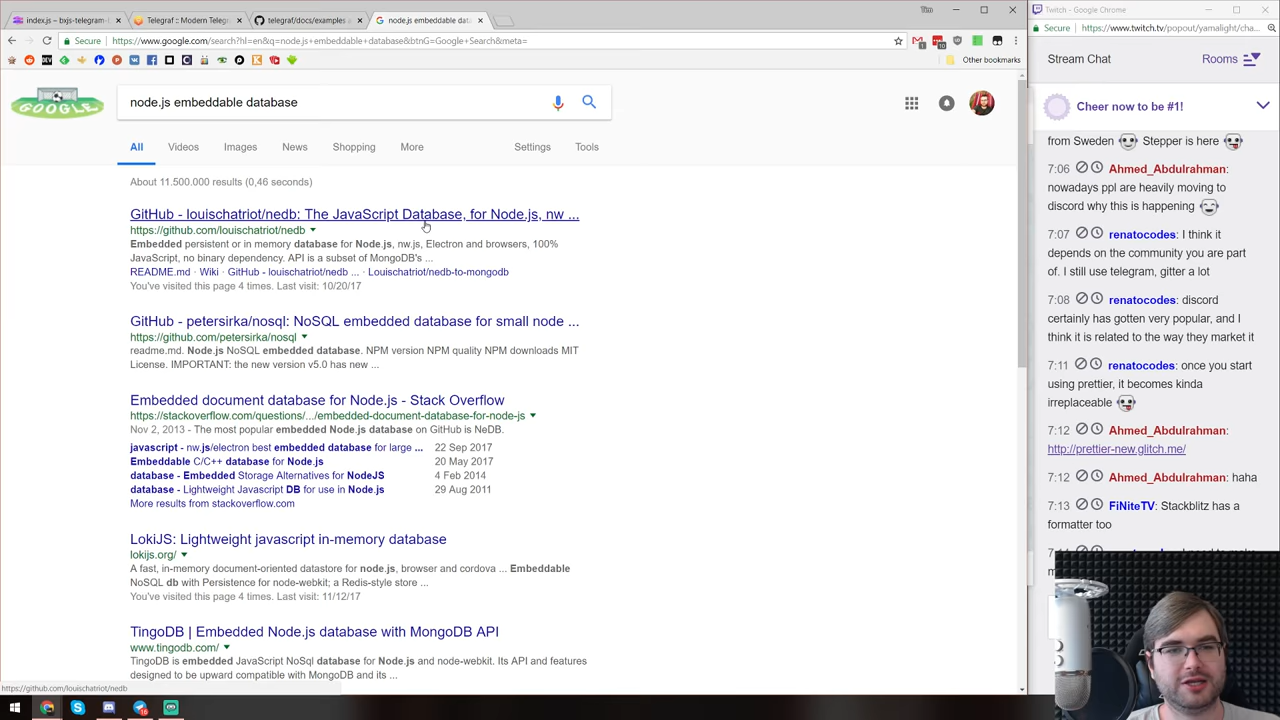 index.js – bxjs-telegram-b
Telegraf :: Modern Telegr
telegraf/docs/examples a
node.js embeddable data
Tim
Secure
https://www.google.com/search?hl=en&q=node.js+embeddable+database&btnG=Google+Search&meta=
Other bookmarks
GOOGLE
node.js embeddable database
All
Videos
Images
News
Shopping
More
Settings
Tools
About 11.500.000 results (0,46 seconds)
GitHub - louischatriot/nedb: The JavaScript Database, for Node.js, nw ...
https://github.com/louischatriot/nedb
Embedded persistent or in memory database for Node.js, nw.js, Electron and browsers, 100%
JavaScript, no binary dependency. API is a subset of MongoDB's ...
README.md · Wiki · GitHub - louischatriot/nedb ... · Louischatriot/nedb-to-mongodb
You've visited this page 4 times. Last visit: 10/20/17
GitHub - petersirka/nosql: NoSQL embedded database for small node ...
https://github.com/petersirka/nosql
readme.md. Node.js NoSQL embedded database. NPM version NPM quality NPM downloads MIT
License. IMPORTANT: the new version v5.0 has new ...
Embedded document database for Node.js - Stack Overflow
https://stackoverflow.com/questions/.../embedded-document-database-for-node-js
Nov 2, 2013 - The most popular embedded Node.js database on GitHub is NeDB.
javascript - nw.js/electron best embedded database for large ... 22 Sep 2017
Embeddable C/C++ database for Node.js 20 May 2017
database - Embedded Storage Alternatives for NodeJS 4 Feb 2014
database - Lightweight Javascript DB for use in Node.js 29 Aug 2011
More results from stackoverflow.com
LokiJS: Lightweight javascript in-memory database
lokijs.org/
A fast, in-memory document-oriented datastore for node.js, browser and cordova ... Embeddable
NoSQL db with Persistence for node-webkit; a Redis-style store ...
You've visited this page 4 times. Last visit: 11/12/17
TingoDB | Embedded Node.js database with MongoDB API
www.tingodb.com/
TingoDB is embedded JavaScript NoSql database for Node.js and node-webkit. Its API and features
designed to be upward compatible with MongoDB and its ...
https://github.com/louischatriot/nedb
Twitch - Google Chrome
Secure
https://www.twitch.tv/popout/yamalight/cha...
Stream Chat
Rooms
Cheer now to be #1!
from Sweden Stepper is here
7:06 Ahmed_Abdulrahman:
nowadays ppl are heavily moving to
discord why this is happening
7:07 renatocodes: I think it
depends on the community you are part
of. I still use telegram, gitter a lot
7:08 renatocodes: discord
certainly has gotten very popular, and I
think it is related to the way they market it
7:11 renatocodes: once you start
using prettier, it becomes kinda
irreplaceable
7:12 Ahmed_Abdulrahman:
http://prettier-new.glitch.me/
7:12 Ahmed_Abdulrahman: haha
7:13 FiNiteTV: Stackblitz has a
formatter too